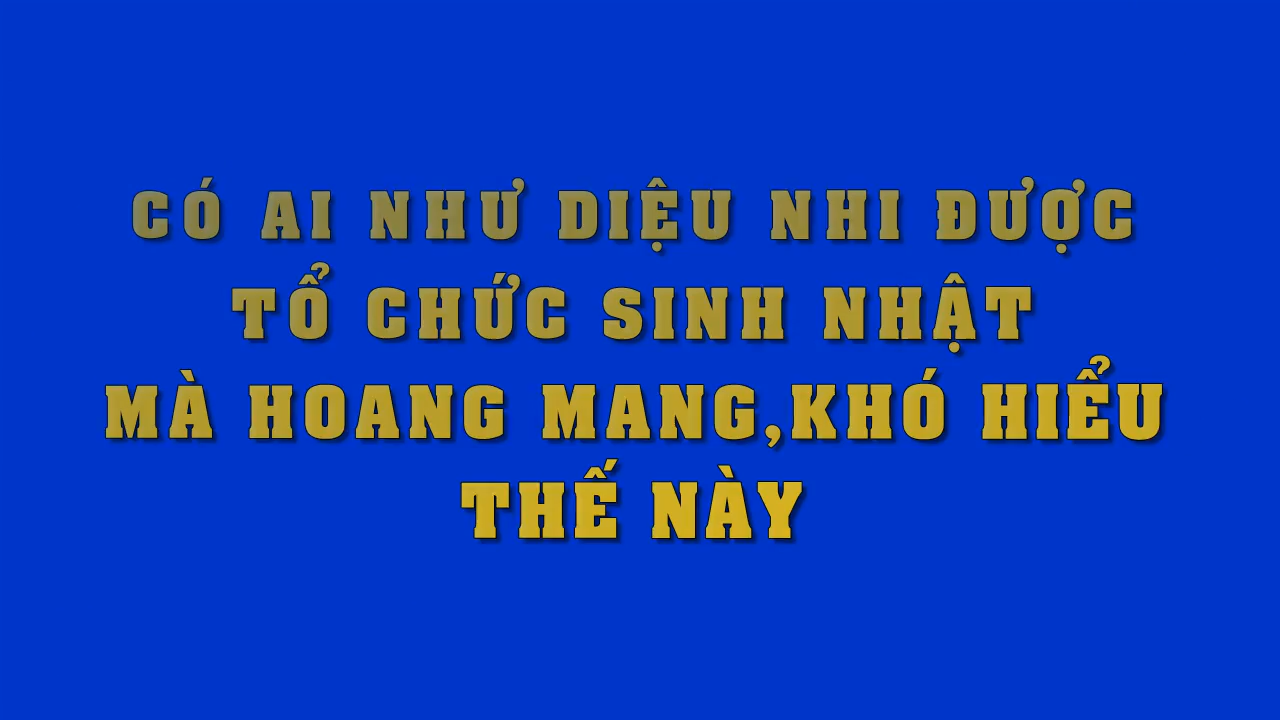 CÓ AI NHƯ DIỆU NHI ĐƯỢC
TỔ CHỨC SINH NHẬT
MÀ HOANG MANG,KHÓ HIỂU
THẾ NÀY